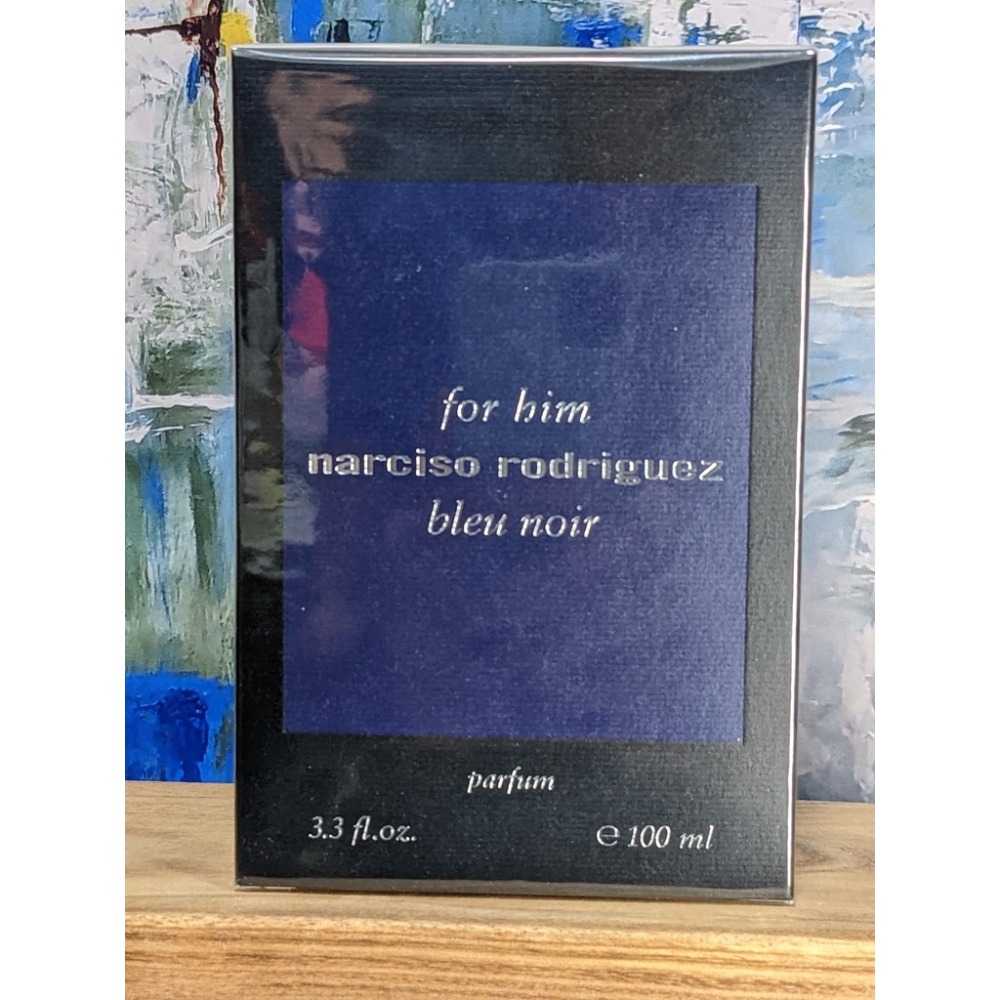 for him
narciso rodriguez
bleu noir
parfum
3.3 fl.oz.
℮ 100 ml